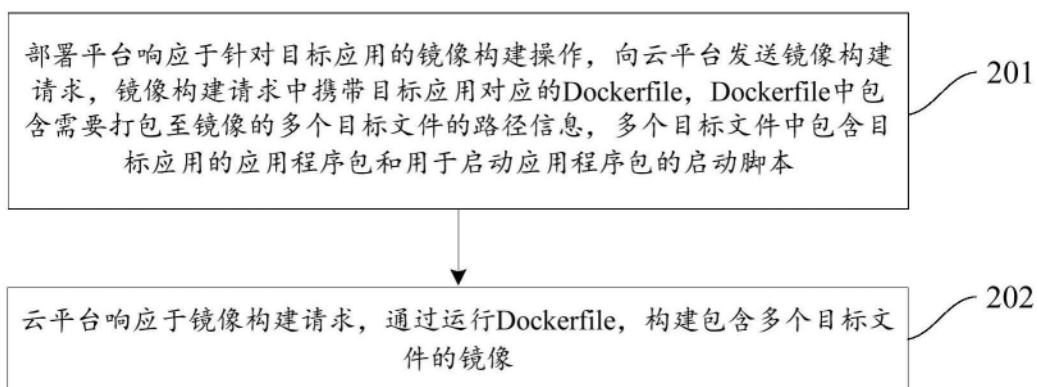 部署平台响应于针对目标应用的镜像构建操作，向云平台发送镜像构建
请求，镜像构建请求中携带目标应用对应的Dockerfile，Dockerfile中包
含需要打包至镜像的多个目标文件的路径信息，多个目标文件中包含目
标应用的应用程序包和用于启动应用程序包的启动脚本
201
云平台响应于镜像构建请求，通过运行Dockerfile，构建包含多个目标文
件的镜像
202